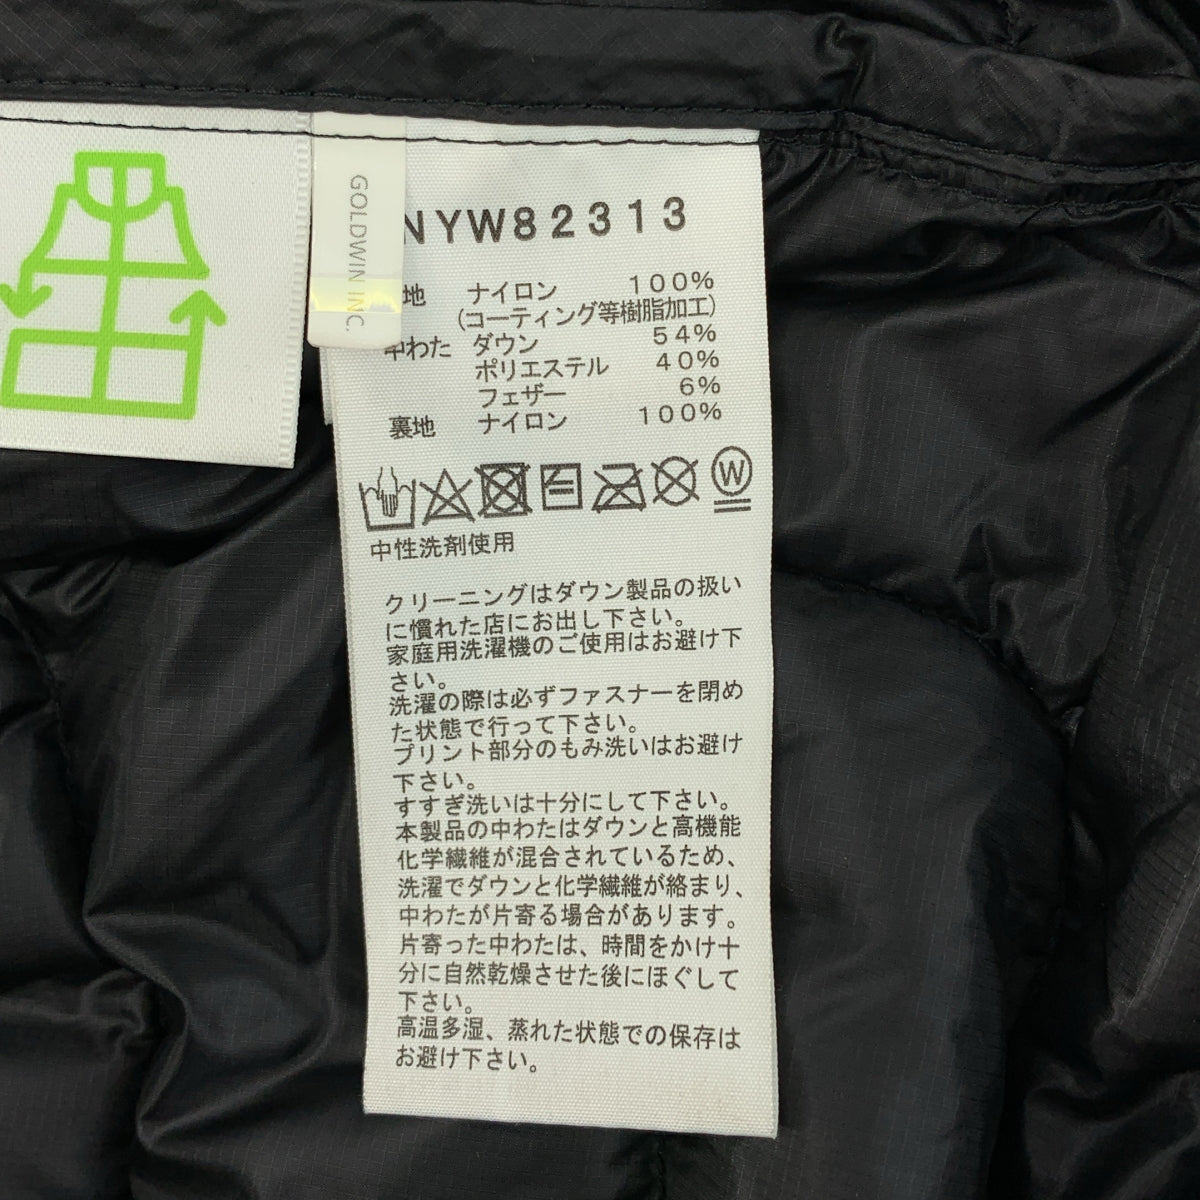 GOLDWIN INC.
NYW82313
地 ナイロン 100%
(コーティング等樹脂加工)
中わた ダウン 54%
ポリエステル 40%
フェザー 6%
裏地 ナイロン 100%
W
中性洗剤使用
クリーニングはダウン製品の扱い
に慣れた店にお出し下さい。
家庭用洗濯機のご使用はお避け下
さい。
洗濯の際は必ずファスナーを閉め
た状態で行って下さい。
プリント部分のもみ洗いはお避け
下さい。
すすぎ洗いは十分にして下さい。
本製品の中わたはダウンと高機能
化学繊維が混合されているため、
洗濯でダウンと化学繊維が絡まり、
中わたが片寄る場合があります。
片寄った中わたは、時間をかけ十
分に自然乾燥させた後にほぐして
下さい。
高温多湿、蒸れた状態での保存は
お避け下さい。